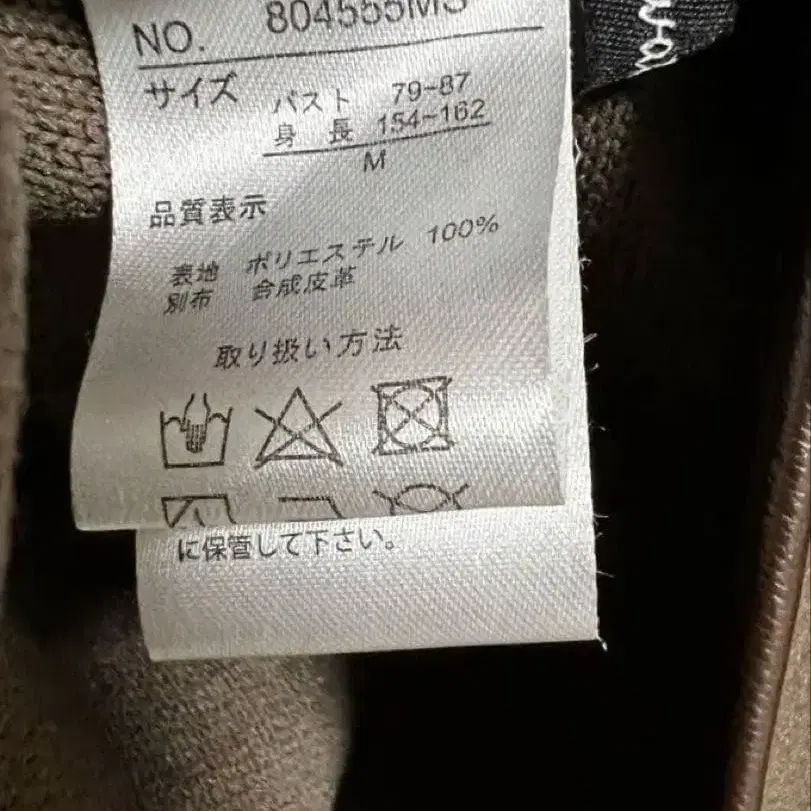 NO. 804555MS
サイズ バスト 79-87
身 長 154~162
M
品質表示
表地 ポリエステル 100%
別布 合成皮革
取り扱い方法
に保管して下さい。